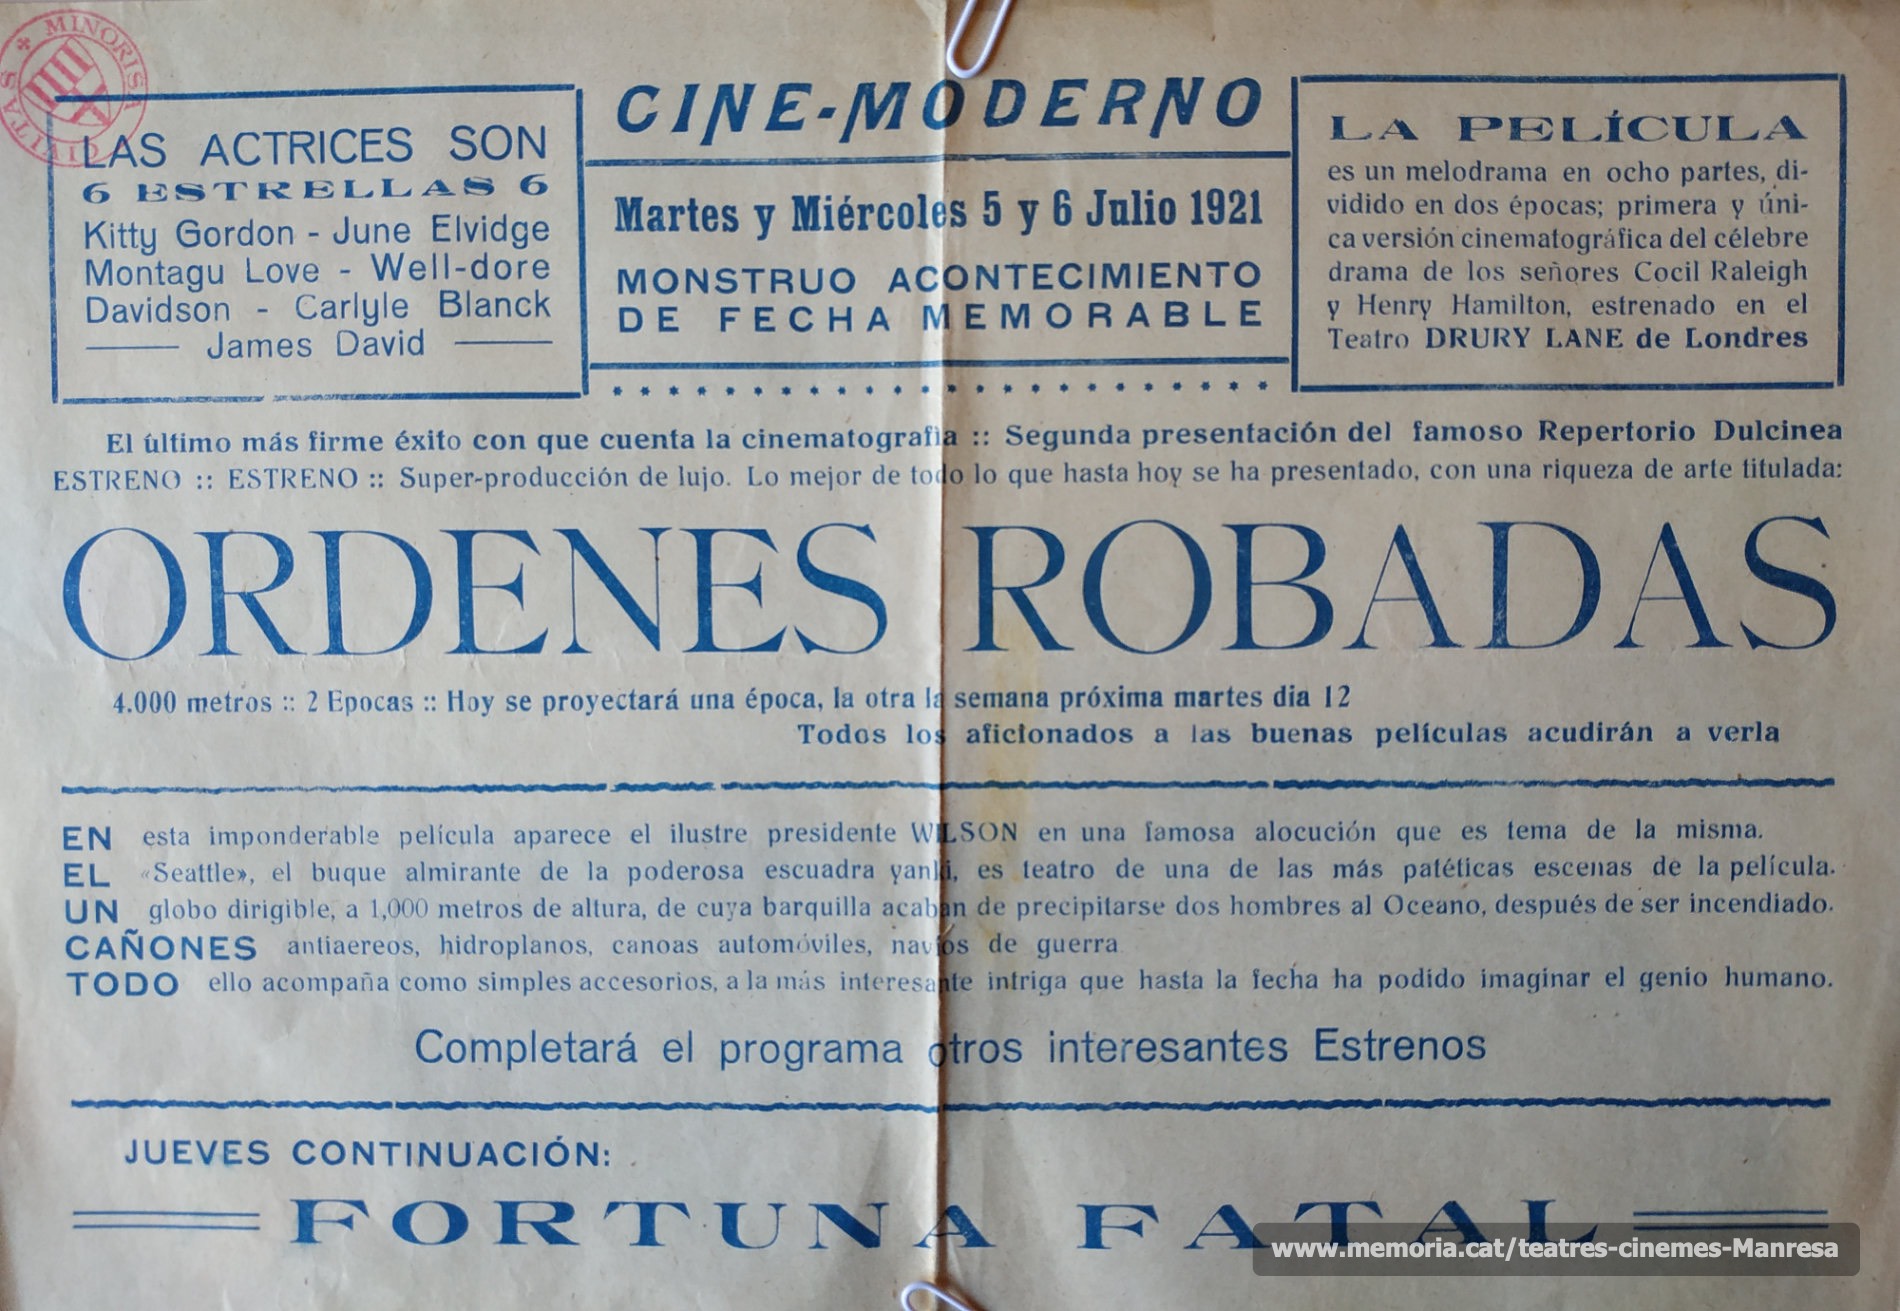 MINORISA CIVITAS
LAS ACTRICES SON
6 ESTRELLAS 6
Kitty Gordon - June Elvidge
Montagu Love - Well-dore
Davidson - Carlyle Blanck
James David
CINE-MODERNO
Martes y Miércoles 5 y 6 Julio 1921
MONSTRUO ACONTECIMIENTO
DE FECHA MEMORABLE
LA PELÍCULA
es un melodrama en ocho partes, di-
vidido en dos épocas; primera y úni-
ca versión cinematográfica del célebre
drama de los señores Cocil Raleigh
y Henry Hamilton, estrenado en el
Teatro DRURY LANE de Londres
El último más firme éxito con que cuenta la cinematografia :: Segunda presentación del famoso Repertorio Dulcinea
ESTRENO :: ESTRENO :: Super-producción de lujo. Lo mejor de todo lo que hasta hoy se ha presentado, con una riqueza de arte titulada:
ORDENES ROBADAS
4.000 metros :: 2 Epocas :: Hoy se proyectará una época, la otra la semana próxima martes dia 12
Todos los aficionados a las buenas películas acudirán a verla
EN esta imponderable película aparece el ilustre presidente WILSON en una famosa alocución que es tema de la misma.
EL «Seattle», el buque almirante de la poderosa escuadra yanki, es teatro de una de las más patéticas escenas de la película.
UN globo dirigible, a 1,000 metros de altura, de cuya barquilla acaban de precipitarse dos hombres al Oceano, después de ser incendiado.
CAÑONES antiaereos, hidroplanos, canoas automóviles, navíos de guerra
TODO ello acompaña como simples accesorios, a la más interesante intriga que hasta la fecha ha podido imaginar el genio humano.
Completará el programa otros interesantes Estrenos
JUEVES CONTINUACIÓN:
FORTUNA FATAL
www.memoria.cat/teatres-cinemes-Manresa